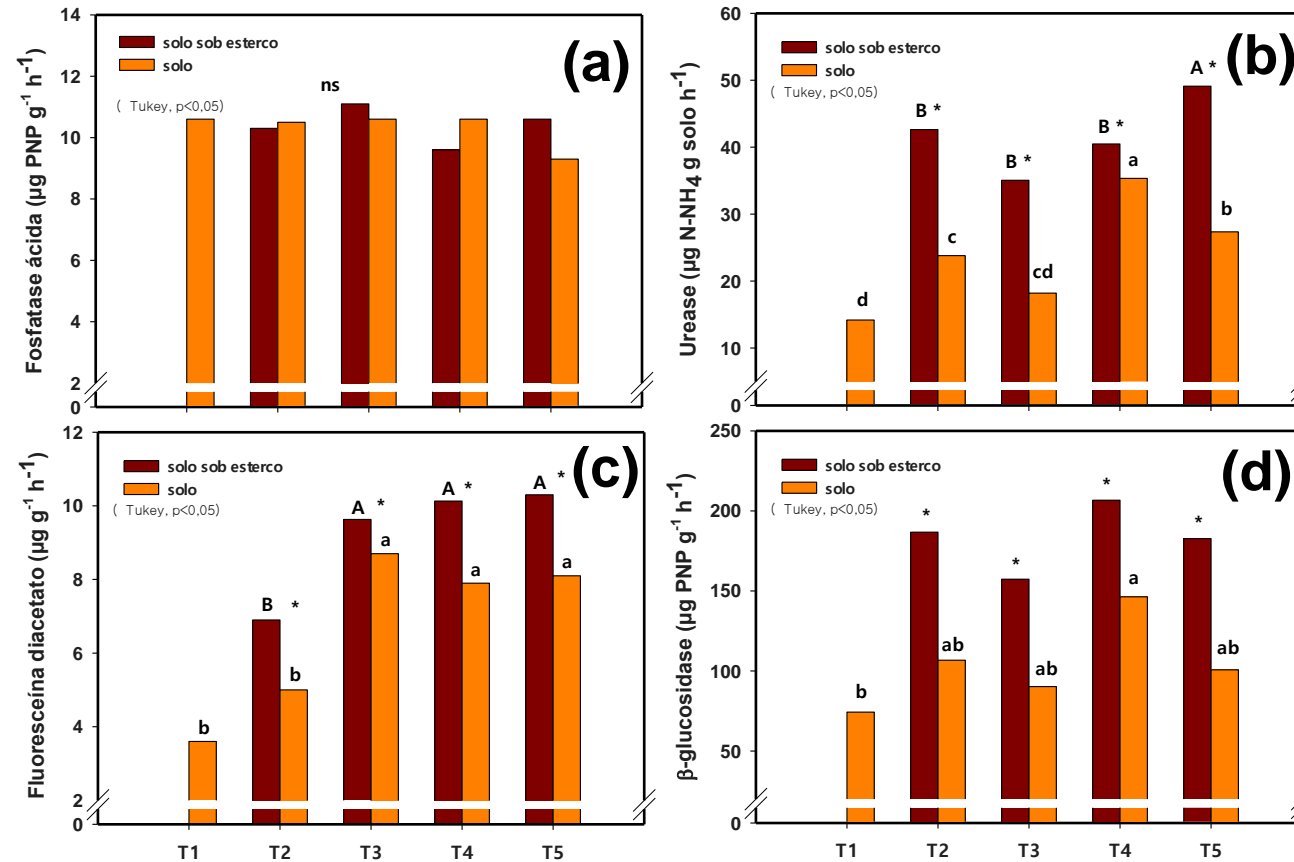 14
12
10
8
6
4
2
0
Fosfatase ácida (µg PNP g⁻¹ h⁻¹)
solo sob esterco
solo
( Tukey, p<0,05)
ns
(a)
60
50
40
30
20
10
0
Urease (µg N-NH₄ g solo h⁻¹)
solo sob esterco
solo
( Tukey, p<0,05)
(b)
d
B *
c
B *
cd
B *
a
A *
b
12
10
8
6
4
2
0
Fluoresceína diacetato (µg g⁻¹ h⁻¹)
solo sob esterco
solo
( Tukey, p<0,05)
(c)
b
B *
b
A *
a
A *
a
A *
a
T1 T2 T3 T4 T5
250
200
150
100
50
0
β-glucosidase (µg PNP g⁻¹ h⁻¹)
solo sob esterco
solo
( Tukey, p<0,05)
(d)
b
*
ab
*
ab
*
a
*
ab
T1 T2 T3 T4 T5